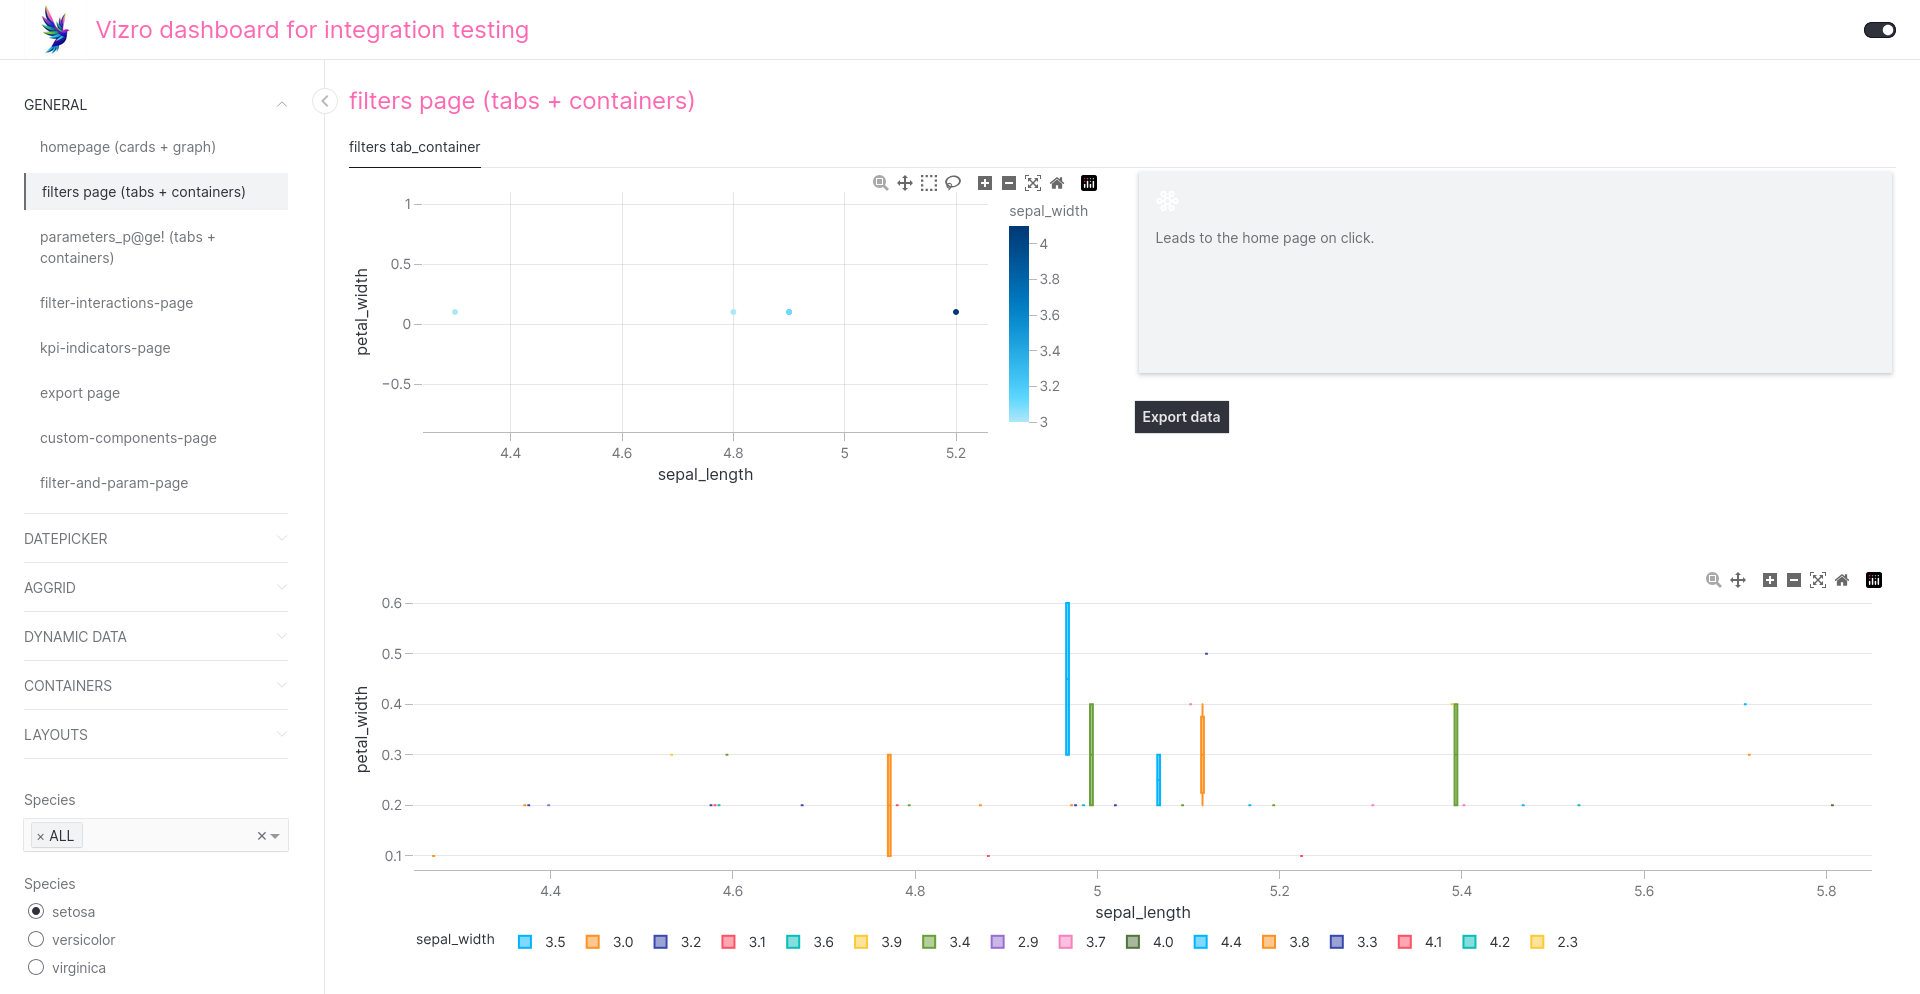 Vizro dashboard for integration testing
GENERAL
homepage (cards + graph)
filters page (tabs + containers)
parameters_p@ge! (tabs +
containers)
filter-interactions-page
kpi-indicators-page
export page
custom-components-page
filter-and-param-page
DATEPICKER
AGGRID
DYNAMIC DATA
CONTAINERS
LAYOUTS
Species
× ALL ×
Species
setosa
versicolor
virginica
filters page (tabs + containers)
filters tab_container
petal_width
1
0.5
0
−0.5
4.4 4.6 4.8 5 5.2
sepal_length
sepal_width
4
3.8
3.6
3.4
3.2
3
Leads to the home page on click.
Export data
petal_width
0.6
0.5
0.4
0.3
0.2
0.1
4.4 4.6 4.8 5 5.2 5.4 5.6 5.8
sepal_length
sepal_width 3.5 3.0 3.2 3.1 3.6 3.9 3.4 2.9 3.7 4.0 4.4 3.8 3.3 4.1 4.2 2.3